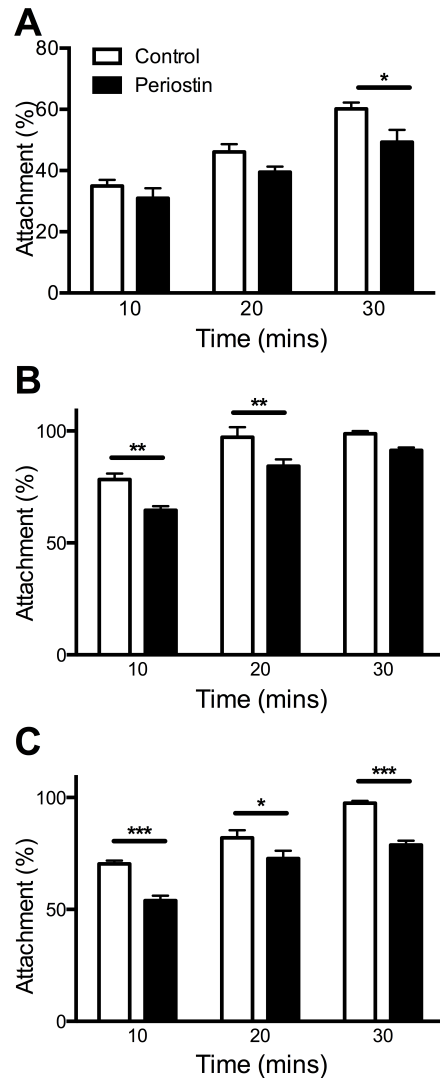 A
80
Control
Periostin
*
60
40
20
0
Attachment (%)
10 20 30
Time (mins)
B
**
**
100
50
0
Attachment (%)
10 20 30
Time (mins)
C
***
*
***
100
50
0
Attachment (%)
10 20 30
Time (mins)